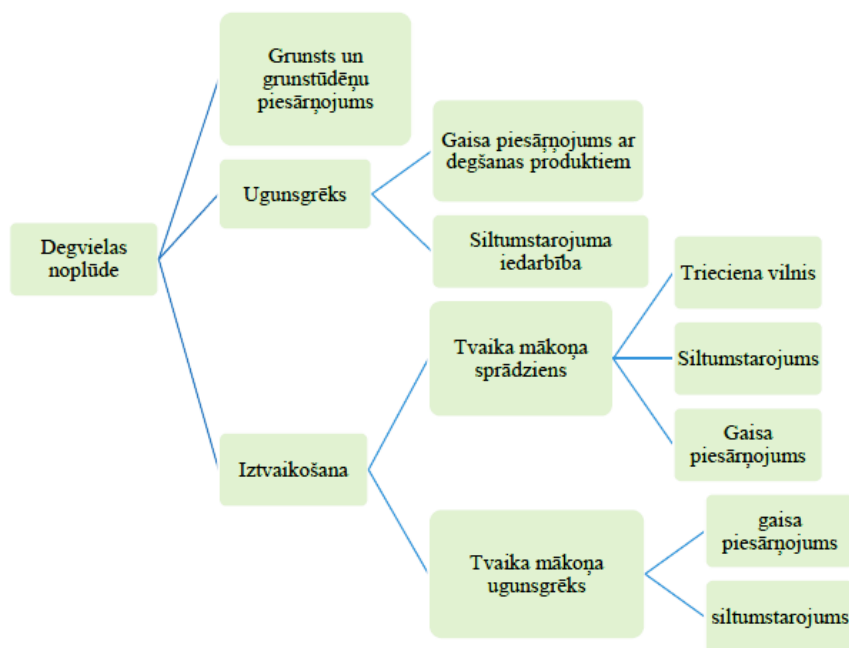 Grunsts un
grunstūdēņu
piesārņojums
Gaisa piesāņņojums ar
degšanas produktiem
Ugunsgrēks
Siltumstarojuma
iedarbība
Degvielas
noplūde
Trieciena vilnis
Tvaika mākoņa
sprādziens
Siltumstarojums
Gaisa
piesārņojums
Iztvaikošana
Tvaika mākoņa
ugunsgrēks
gaisa
piesārņojums
siltumstarojums